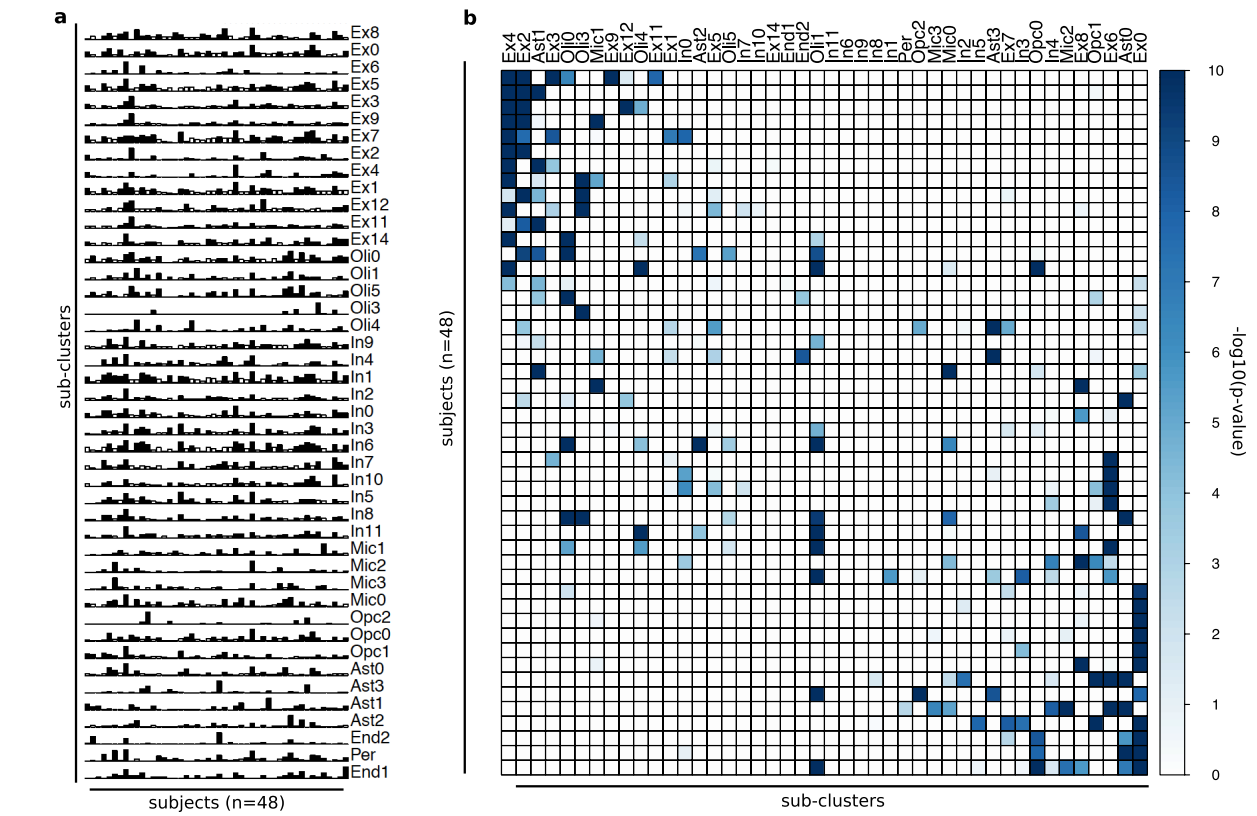 a
Ex8
Ex0
Ex6
Ex5
Ex3
Ex9
Ex7
Ex2
Ex4
Ex1
Ex12
Ex11
Ex14
Oli0
Oli1
Oli5
Oli3
Oli4
In9
In4
In1
In2
In0
In3
In6
In7
In10
In5
In8
In11
Mic1
Mic2
Mic3
Mic0
Opc2
Opc0
Opc1
Ast0
Ast3
Ast1
Ast2
End2
Per
End1
sub-clusters
subjects (n=48)
b
Ex4
Ex2
Ast1
Ex3
Oli0
Oli3
Mic1
Ex9
Ex12
Oli4
Ex11
Ex1
In0
Ast2
Ex5
Oli5
In7
In10
Ex14
End1
End2
Oli1
In11
In6
In9
In8
In1
Per
Opc2
Mic3
Mic0
In2
In5
Ast3
Ex7
In3
Opc0
In4
Mic2
Ex8
Opc1
Ex6
Ast0
Ex0
subjects (n=48)
sub-clusters
10
9
8
7
6
5
4
3
2
1
0
-log10(p-value)